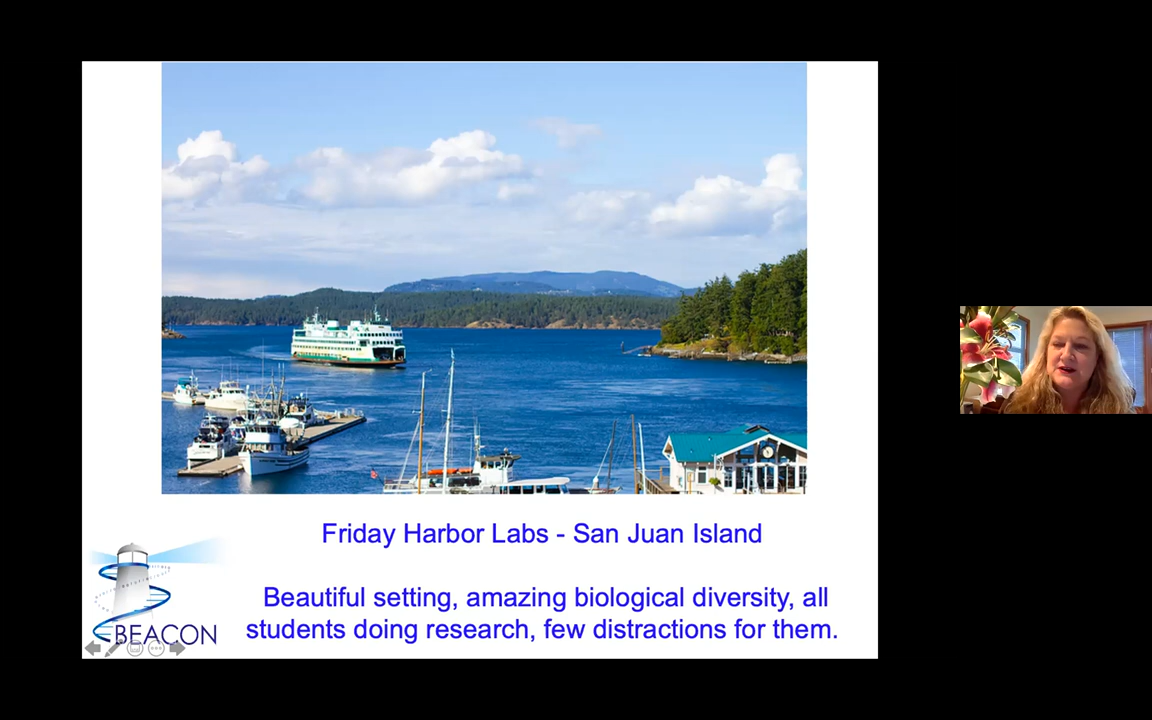 Friday Harbor Labs - San Juan Island
Beautiful setting, amazing biological diversity, all
students doing research, few distractions for them.
BEACON